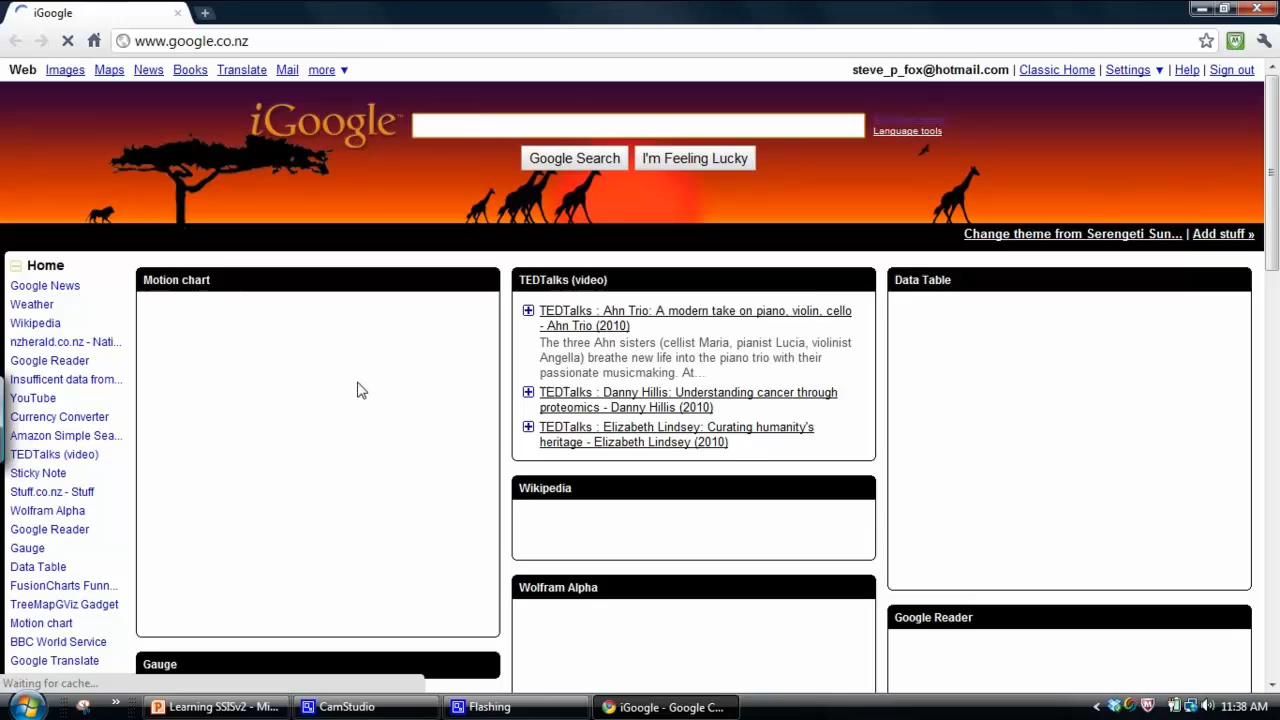 iGoogle
www.google.co.nz
Web Images Maps News Books Translate Mail more ▼
steve_p_fox@hotmail.com | Classic Home | Settings ▼ | Help | Sign out
iGoogle™
Language tools
Google Search I'm Feeling Lucky
Change theme from Serengeti Sun... | Add stuff »
Home
Google News
Weather
Wikipedia
nzherald.co.nz - Nati...
Google Reader
Insufficent data from...
YouTube
Currency Converter
Amazon Simple Sea...
TEDTalks (video)
Sticky Note
Stuff.co.nz - Stuff
Wolfram Alpha
Google Reader
Gauge
Data Table
FusionCharts Funn...
TreeMapGViz Gadget
Motion chart
BBC World Service
Google Translate
Motion chart
Gauge
TEDTalks (video)
TEDTalks : Ahn Trio: A modern take on piano, violin, cello
- Ahn Trio (2010)
The three Ahn sisters (cellist Maria, pianist Lucia, violinist
Angella) breathe new life into the piano trio with their
passionate musicmaking. At...
TEDTalks : Danny Hillis: Understanding cancer through
proteomics - Danny Hillis (2010)
TEDTalks : Elizabeth Lindsey: Curating humanity's
heritage - Elizabeth Lindsey (2010)
Wikipedia
Wolfram Alpha
Data Table
Google Reader
Waiting for cache...
Learning SSISv2 - Mi...
CamStudio
Flashing
iGoogle - Google C...
11:38 AM